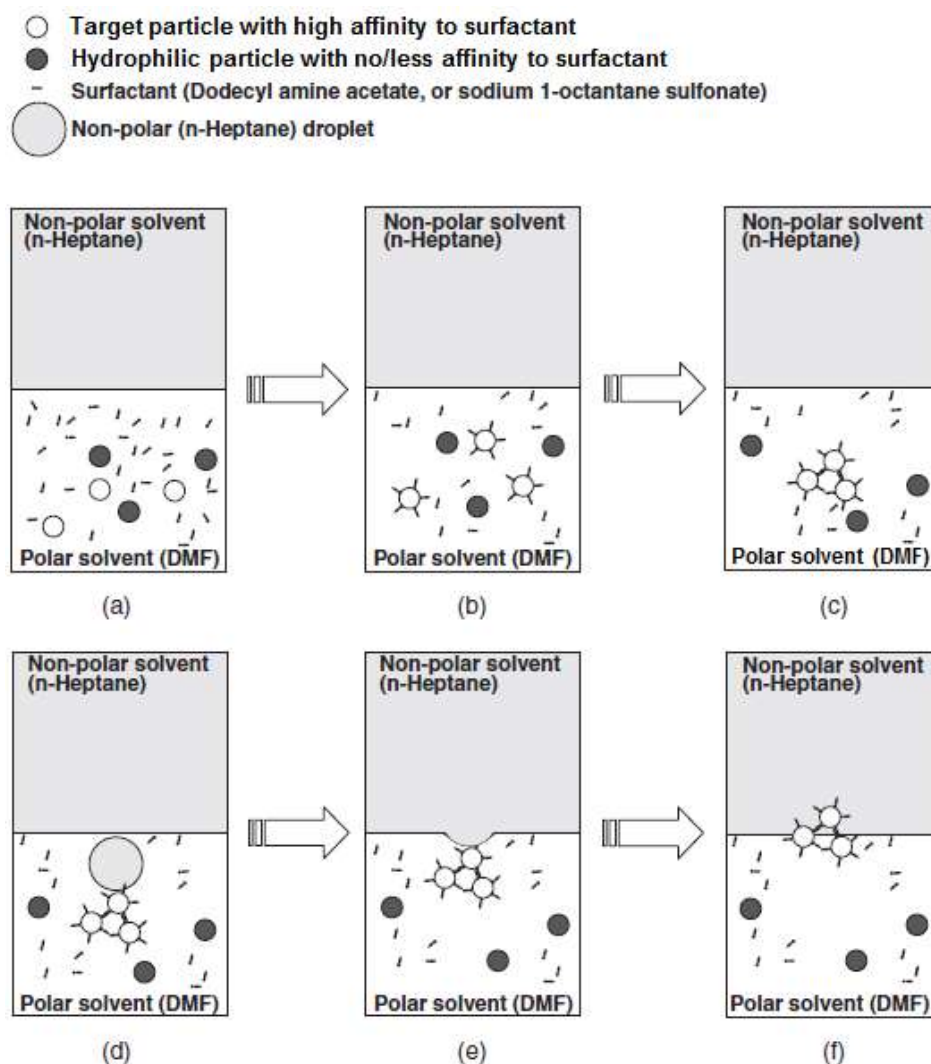 Target particle with high affinity to surfactant
Hydrophilic particle with no/less affinity to surfactant
Surfactant (Dodecyl amine acetate, or sodium 1-octantane sulfonate)
Non-polar (n-Heptane) droplet
Non-polar solvent
(n-Heptane)
Polar solvent (DMF)
(a)
Non-polar solvent
(n-Heptane)
Polar solvent (DMF)
(b)
Non-polar solvent
(n-Heptane)
Polar solvent (DMF)
(c)
Non-polar solvent
(n-Heptane)
Polar solvent (DMF)
(d)
Non-polar solvent
(n-Heptane)
Polar solvent (DMF)
(e)
Non-polar solvent
(n-Heptane)
Polar solvent (DMF)
(f)